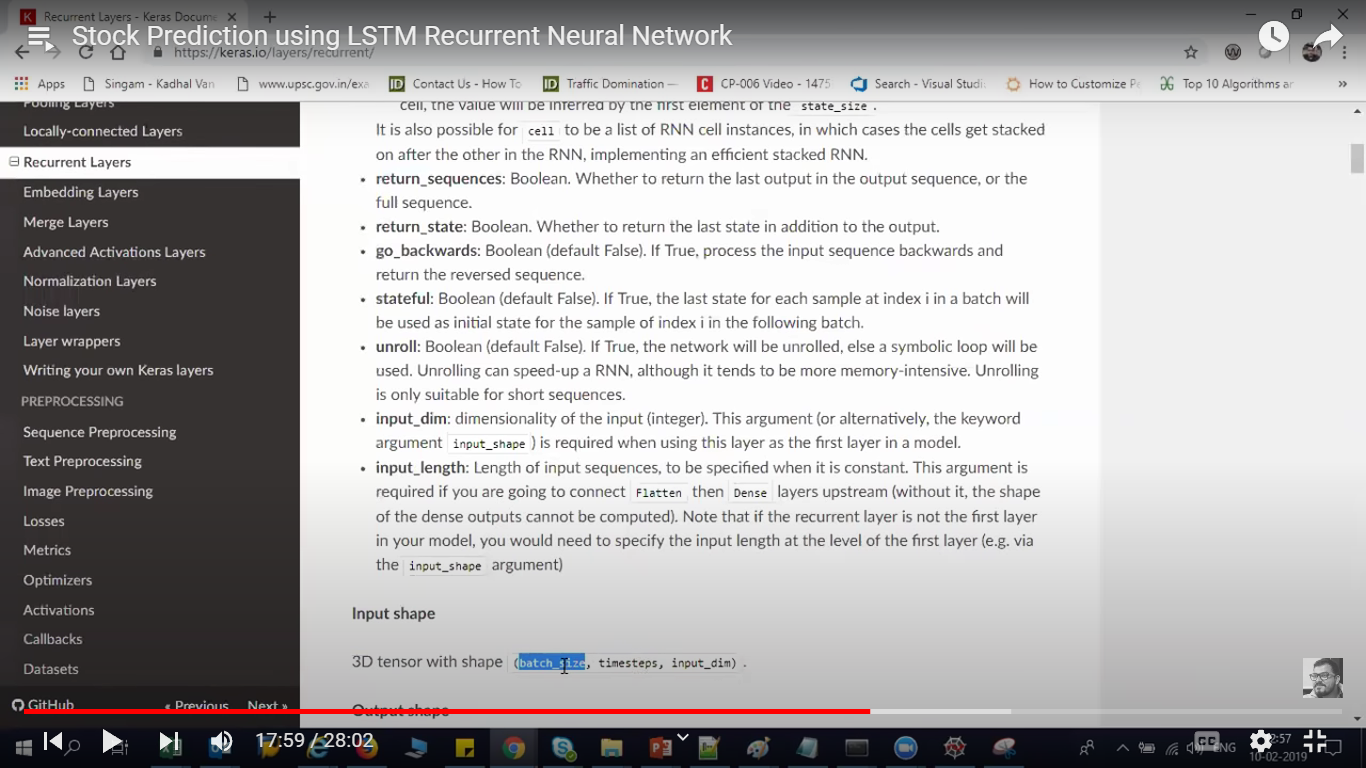 Recurrent Layers - Keras Docume
Stock Prediction using LSTM Recurrent Neural Network
https://keras.io/layers/recurrent/
Apps
Singam - Kadhal Van
www.upsc.gov.in/exa
Contact Us - How To
Traffic Domination –
CP-006 Video - 1475
Search - Visual Studi
How to Customize Pe
Top 10 Algorithms ar
Pooling Layers
Locally-connected Layers
Recurrent Layers
Embedding Layers
Merge Layers
Advanced Activations Layers
Normalization Layers
Noise layers
Layer wrappers
Writing your own Keras layers
PREPROCESSING
Sequence Preprocessing
Text Preprocessing
Image Preprocessing
Losses
Metrics
Optimizers
Activations
Callbacks
Datasets
GitHub
« Previous
Next »
cell, the value will be inferred by the first element of the state_size .
It is also possible for cell to be a list of RNN cell instances, in which cases the cells get stacked
on after the other in the RNN, implementing an efficient stacked RNN.
• return_sequences: Boolean. Whether to return the last output in the output sequence, or the
full sequence.
• return_state: Boolean. Whether to return the last state in addition to the output.
• go_backwards: Boolean (default False). If True, process the input sequence backwards and
return the reversed sequence.
• stateful: Boolean (default False). If True, the last state for each sample at index i in a batch will
be used as initial state for the sample of index i in the following batch.
• unroll: Boolean (default False). If True, the network will be unrolled, else a symbolic loop will be
used. Unrolling can speed-up a RNN, although it tends to be more memory-intensive. Unrolling
is only suitable for short sequences.
• input_dim: dimensionality of the input (integer). This argument (or alternatively, the keyword
argument input_shape ) is required when using this layer as the first layer in a model.
• input_length: Length of input sequences, to be specified when it is constant. This argument is
required if you are going to connect Flatten then Dense layers upstream (without it, the shape
of the dense outputs cannot be computed). Note that if the recurrent layer is not the first layer
in your model, you would need to specify the input length at the level of the first layer (e.g. via
the input_shape argument)
Input shape
3D tensor with shape (batch_size, timesteps, input_dim) .
Output shape
17:59 / 28:02
CC
ENG
10-02-2019